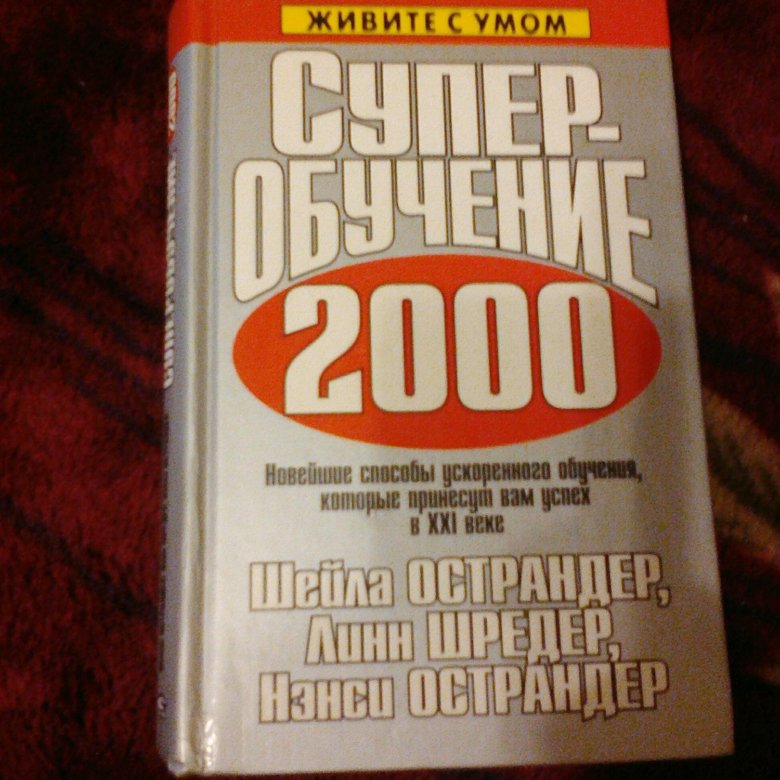 ЖИВИТЕ С УМОМ
СУПЕР-
ОБУЧЕНИЕ
2000
Новейшие способы ускоренного обучения,
которые принесут вам успех
в XXI веке
Шейла ОСТРАНДЕР,
Линн ШРЕДЕР,
Нэнси ОСТРАНДЕР